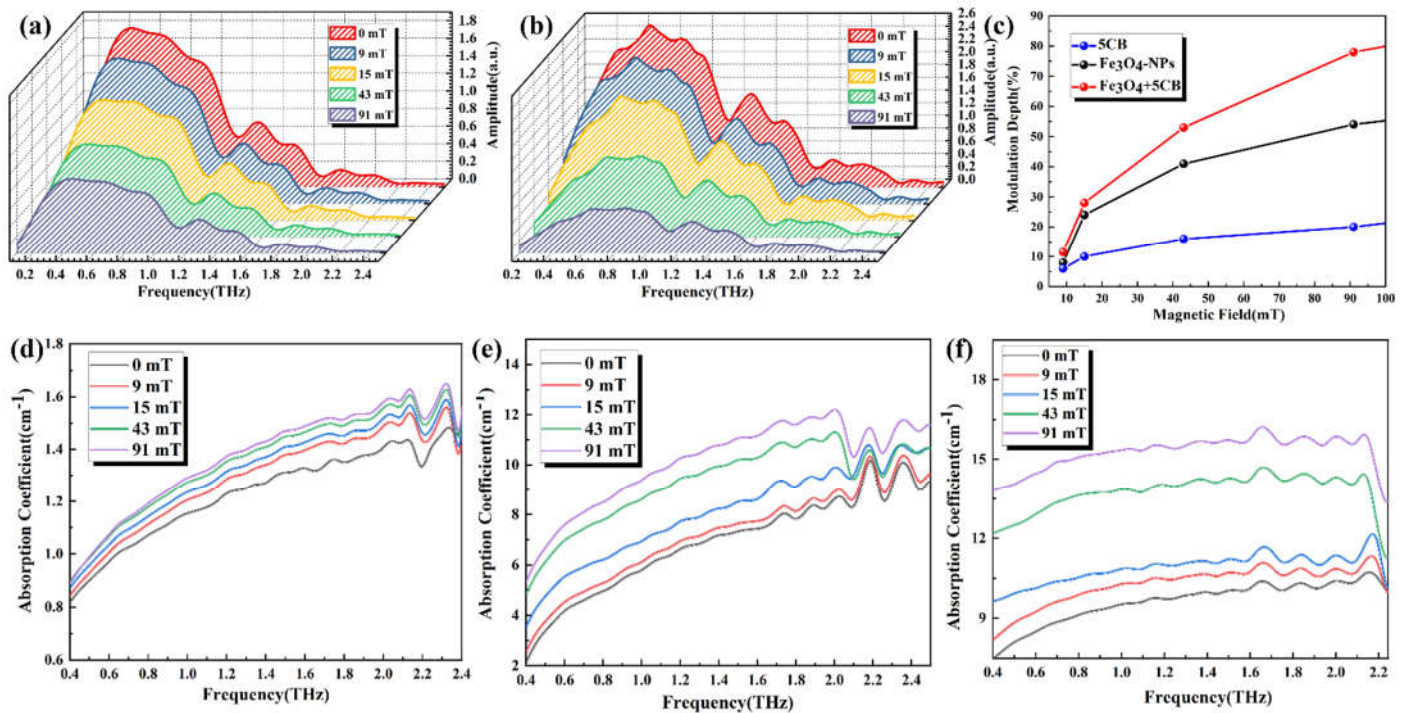 (a)
0 mT
9 mT
15 mT
43 mT
91 mT
1.8
1.6
1.4
1.2
1.0
0.8
0.6
0.4
0.2
0.0
Amplitude(a.u.)
0.2 0.4 0.6 0.8 1.0 1.2 1.4 1.6 1.8 2.0 2.2 2.4
Frequency(THz)
(b)
0 mT
9 mT
15 mT
43 mT
91 mT
2.6
2.4
2.2
2.0
1.8
1.6
1.4
1.2
1.0
0.8
0.6
0.4
0.2
0.0
Amplitude(a.u.)
0.2 0.4 0.6 0.8 1.0 1.2 1.4 1.6 1.8 2.0 2.2 2.4
Frequency(THz)
(c)
5CB
Fe₃O₄-NPs
Fe₃O₄+5CB
90
80
70
60
50
40
30
20
10
0
Modulation Depth(%)
10 20 30 40 50 60 70 80 90 100
Magnetic Field(mT)
(d)
0 mT
9 mT
15 mT
43 mT
91 mT
1.8
1.6
1.4
1.2
1.0
0.8
0.6
Absorption Coefficient(cm⁻¹)
0.4 0.6 0.8 1.0 1.2 1.4 1.6 1.8 2.0 2.2 2.4
Frequency(THz)
(e)
0 mT
9 mT
15 mT
43 mT
91 mT
14
12
10
8
6
4
2
Absorption Coefficient(cm⁻¹)
0.4 0.6 0.8 1.0 1.2 1.4 1.6 1.8 2.0 2.2 2.4
Frequency(THz)
(f)
0 mT
9 mT
15 mT
43 mT
91 mT
18
15
12
9
Absorption Coefficient(cm⁻¹)
0.4 0.6 0.8 1.0 1.2 1.4 1.6 1.8 2.0 2.2
Frequency(THz)